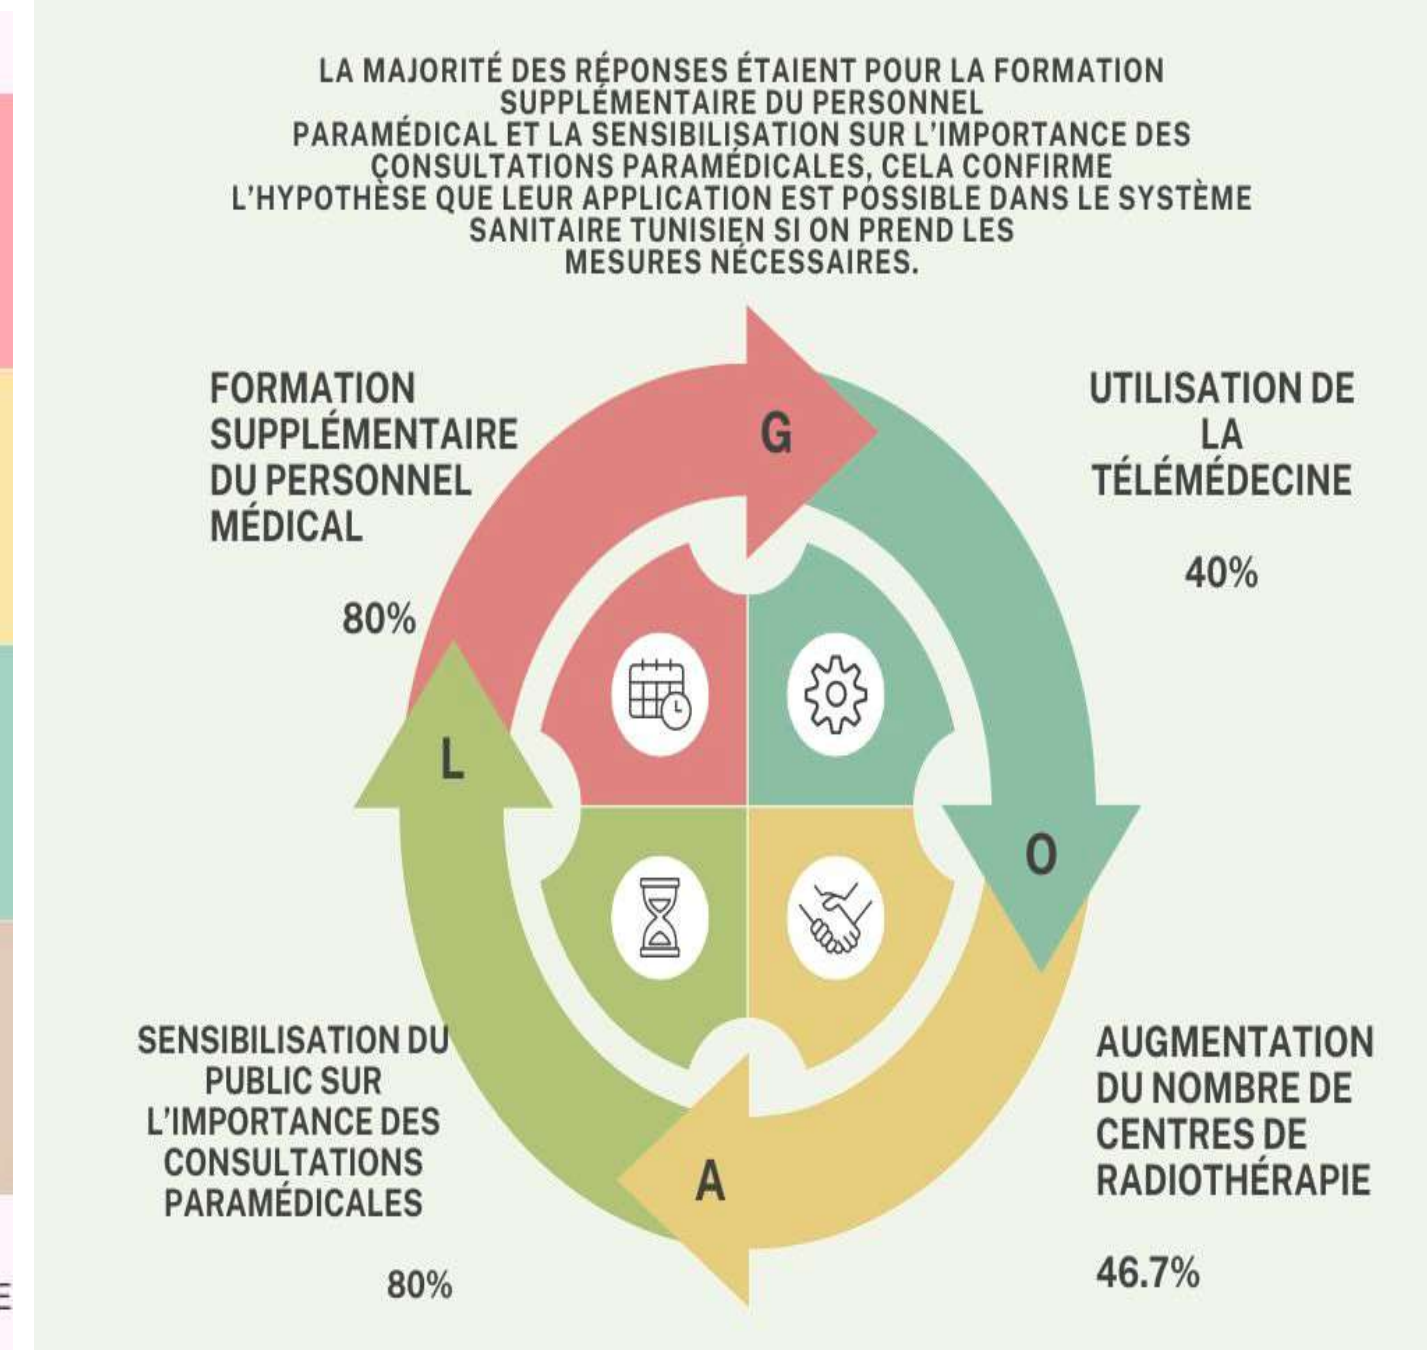 LA MAJORITÉ DES RÉPONSES ÉTAIENT POUR LA FORMATION
SUPPLÉMENTAIRE DU PERSONNEL
PARAMÉDICAL ET LA SENSIBILISATION SUR L'IMPORTANCE DES
CONSULTATIONS PARAMÉDICALES, CELA CONFIRME
L'HYPOTHÈSE QUE LEUR APPLICATION EST POSSIBLE DANS LE SYSTÈME
SANITAIRE TUNISIEN SI ON PREND LES
MESURES NÉCESSAIRES.
FORMATION
SUPPLÉMENTAIRE
DU PERSONNEL
MÉDICAL
80%
G
UTILISATION DE
LA
TÉLÉMÉDECINE
40%
L
O
SENSIBILISATION DU
PUBLIC SUR
L'IMPORTANCE DES
CONSULTATIONS
PARAMÉDICALES
80%
A
AUGMENTATION
DU NOMBRE DE
CENTRES DE
RADIOTHÉRAPIE
46.7%